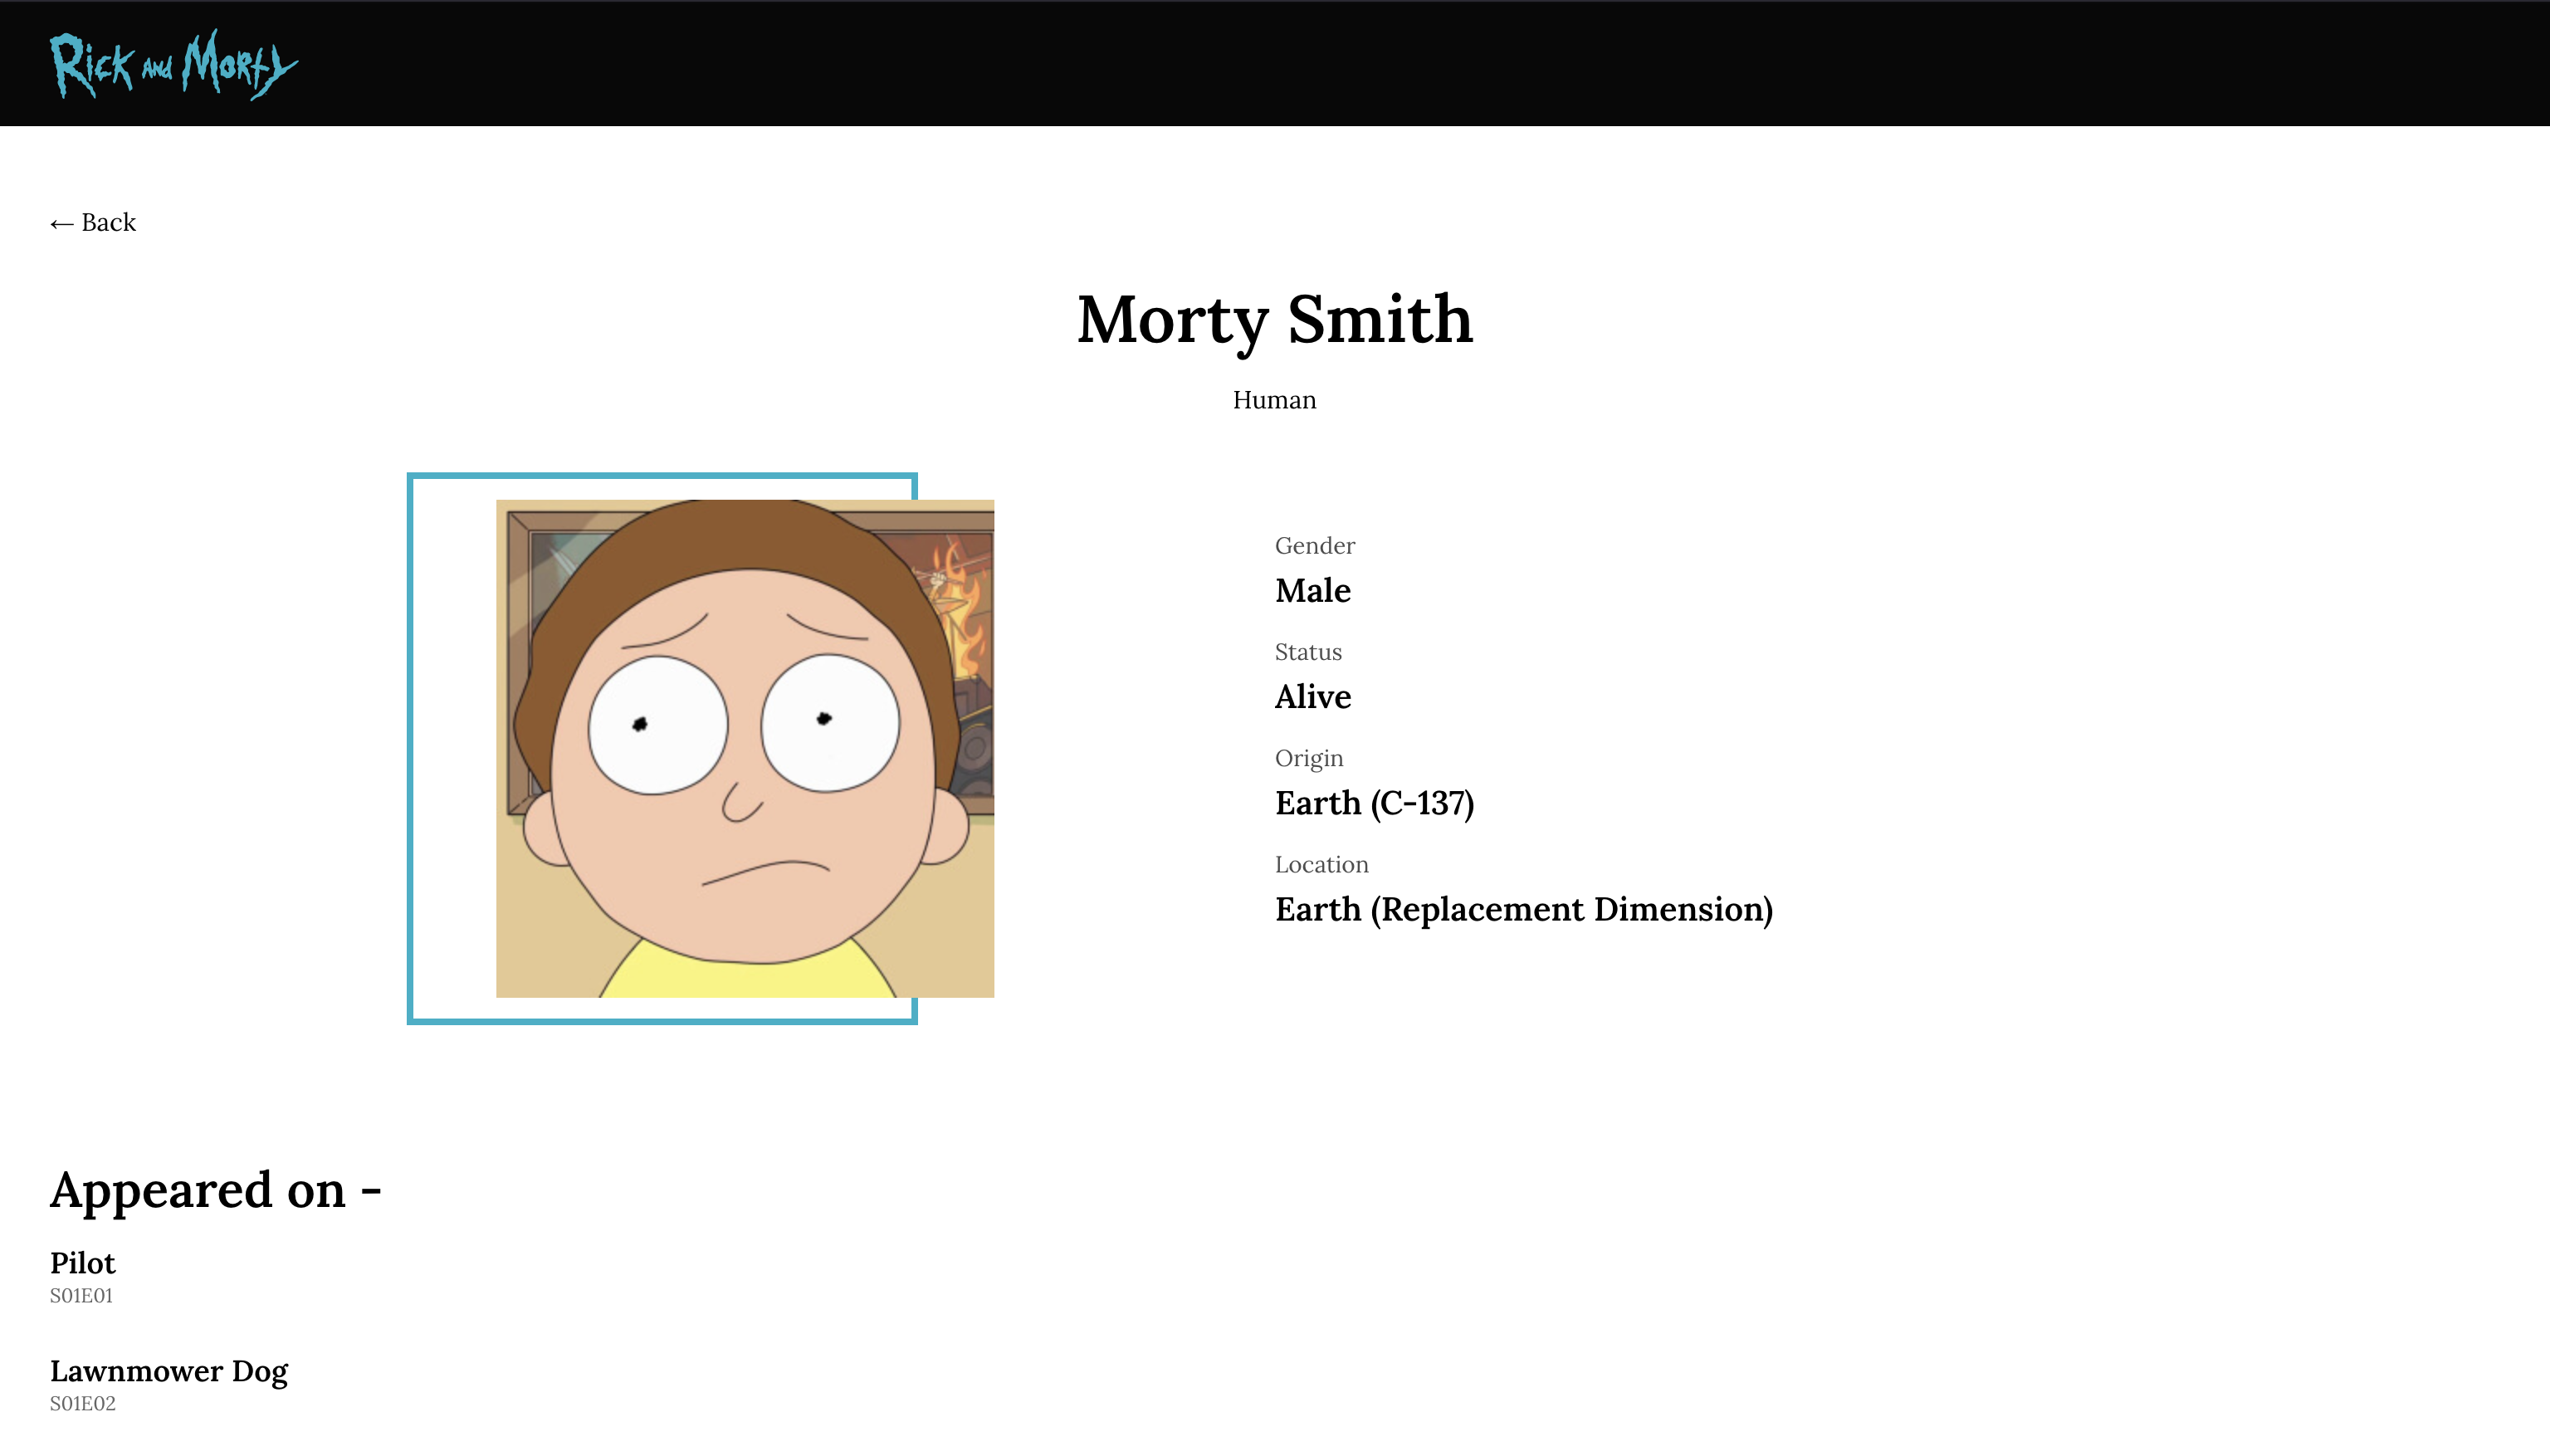 Rick and Morty
← Back
Morty Smith
Human
Gender
Male
Status
Alive
Origin
Earth (C-137)
Location
Earth (Replacement Dimension)
Appeared on -
Pilot
S01E01
Lawnmower Dog
S01E02